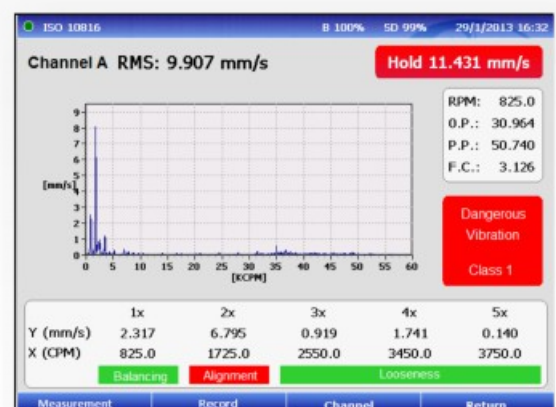 ISO 10816 B 100% SD 99% 29/1/2013 16:32
Channel A RMS: 9.907 mm/s Hold 11.431 mm/s
RPM: 825.0
0.P.: 30.964
P.P.: 50.740
F.C.: 3.126
9
8
7
6
5
[mm/s]
4
3
2
1
0
0 5 10 15 20 25 30 35 40 45 50 55 60
[KCPM]
Dangerous
Vibration
Class 1
1x 2x 3x 4x 5x
Y (mm/s) 2.317 6.795 0.919 1.741 0.140
X (CPM) 825.0 1725.0 2550.0 3450.0 3750.0
Balancing Alignment Looseness
Measurement Record Channel Return